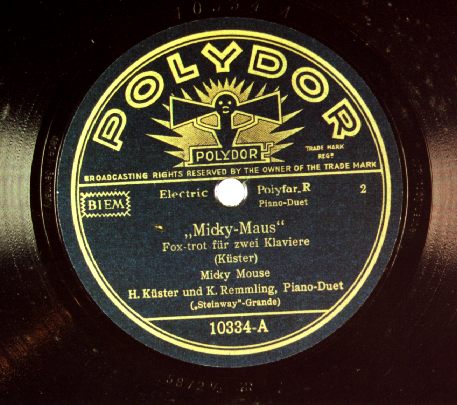 10334 A
POLYDOR
POLYDOR
TRADE MARK
REGD
BROADCASTING RIGHTS RESERVED BY THE OWNER OF THE TRADE MARK
BIEM
Electric
Polyfar. R
2
Piano-Duet
„Micky-Maus“
Fox-trot für zwei Klaviere
(Küster)
Micky Mouse
H. Küster und K. Remmling, Piano-Duet
(„Steinway“-Grande)
10334-A